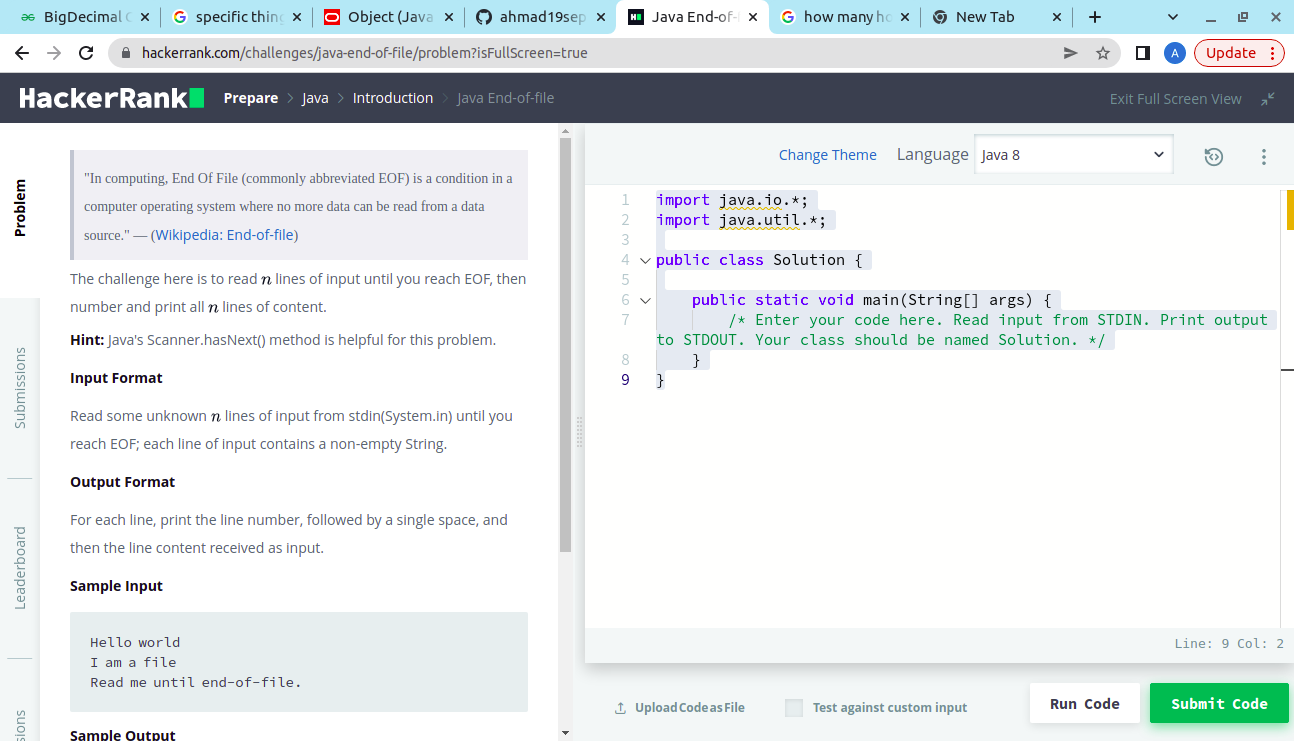 BigDecimal C
specific thing
Object (Java
ahmad19sep
Java End-of-
how many ho
New Tab
hackerrank.com/challenges/java-end-of-file/problem?isFullScreen=true
A
Update
HackerRank
Prepare > Java > Introduction > Java End-of-file
Exit Full Screen View
Problem
Submissions
Leaderboard
"In computing, End Of File (commonly abbreviated EOF) is a condition in a
computer operating system where no more data can be read from a data
source." — (Wikipedia: End-of-file)
The challenge here is to read n lines of input until you reach EOF, then
number and print all n lines of content.
Hint: Java's Scanner.hasNext() method is helpful for this problem.
Input Format
Read some unknown n lines of input from stdin(System.in) until you
reach EOF; each line of input contains a non-empty String.
Output Format
For each line, print the line number, followed by a single space, and
then the line content received as input.
Sample Input
Hello world
I am a file
Read me until end-of-file.
Sample Output
Change Theme
Language
Java 8
1 import java.io.*;
2 import java.util.*;
3
4 public class Solution {
5
6 public static void main(String[] args) {
7 /* Enter your code here. Read input from STDIN. Print output
to STDOUT. Your class should be named Solution. */
8 }
9 }
Line: 9 Col: 2
Upload Code as File
Test against custom input
Run Code
Submit Code